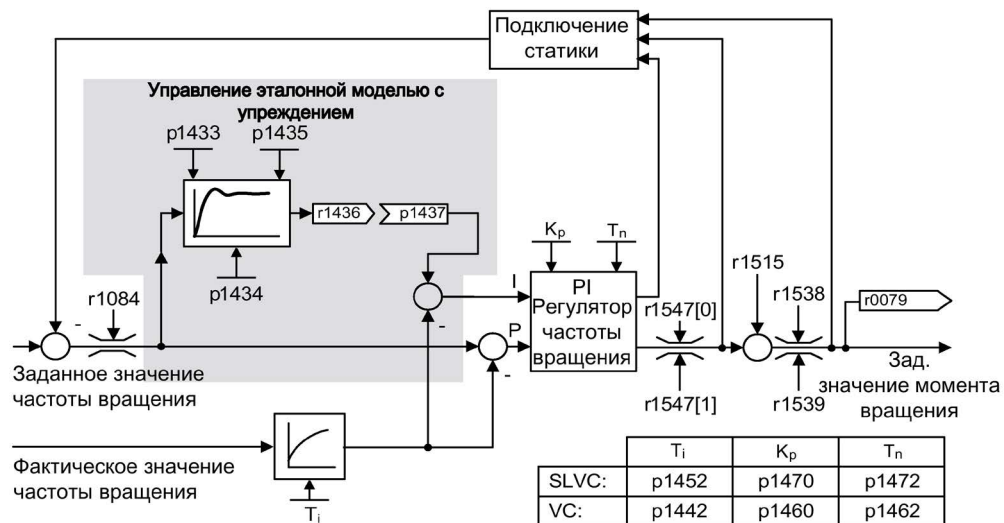 Подключение
статики
Управление эталонной моделью с
упреждением
p1433
p1435
r1436
p1437
p1434
Kp
Tn
r1084
-
-
I
P
-
PI
Регулятор
частоты
вращения
r1547[0]
r1547[1]
r1515
r1538
r1539
r0079
Заданное значение
частоты вращения
Зад.
значение момента
вращения
Фактическое значение
частоты вращения
Ti
Ti Kp Tn
SLVC: p1452 p1470 p1472
VC: p1442 p1460 p1462